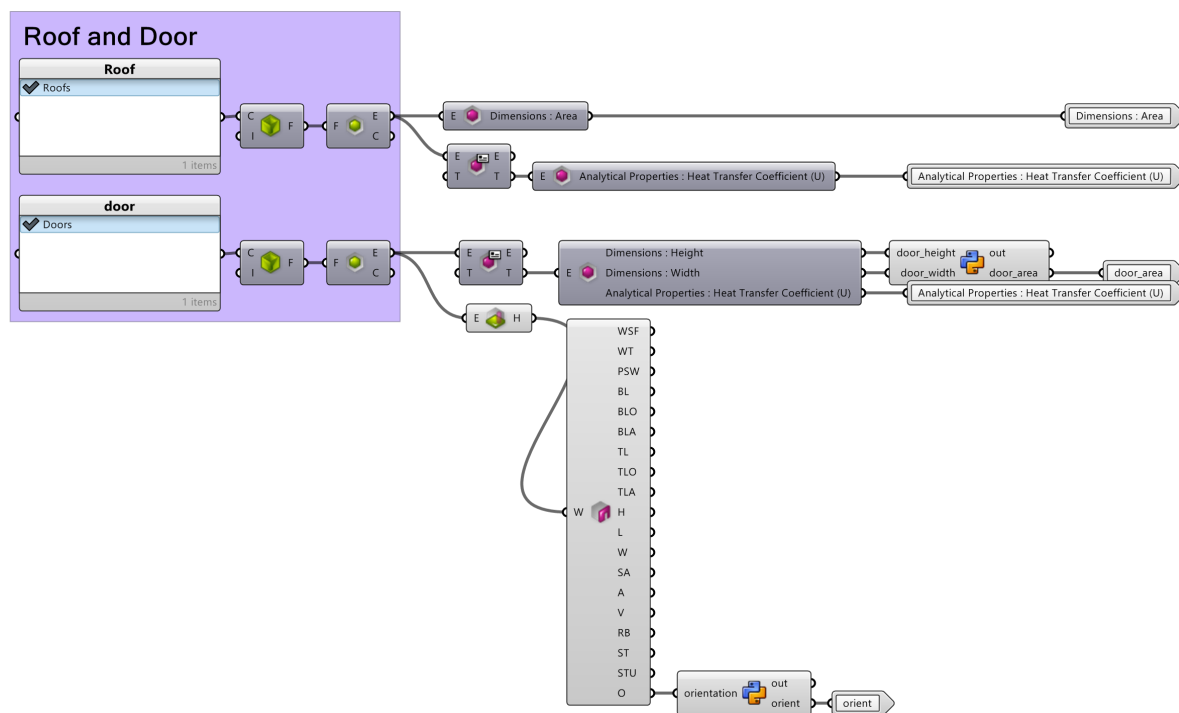 Roof and Door
Roof
Roofs
1 items
C
I
F
F
E
C
E
Dimensions : Area
Dimensions : Area
E
T
E
T
E
Analytical Properties : Heat Transfer Coefficient (U)
Analytical Properties : Heat Transfer Coefficient (U)
door
Doors
1 items
C
I
F
F
E
C
E
T
E
T
E
Dimensions : Height
Dimensions : Width
Analytical Properties : Heat Transfer Coefficient (U)
door_height
door_width
out
door_area
door_area
Analytical Properties : Heat Transfer Coefficient (U)
E
H
W
WSF
WT
PSW
BL
BLO
BLA
TL
TLO
TLA
H
L
W
SA
A
V
RB
ST
STU
O
orientation
out
orient
orient